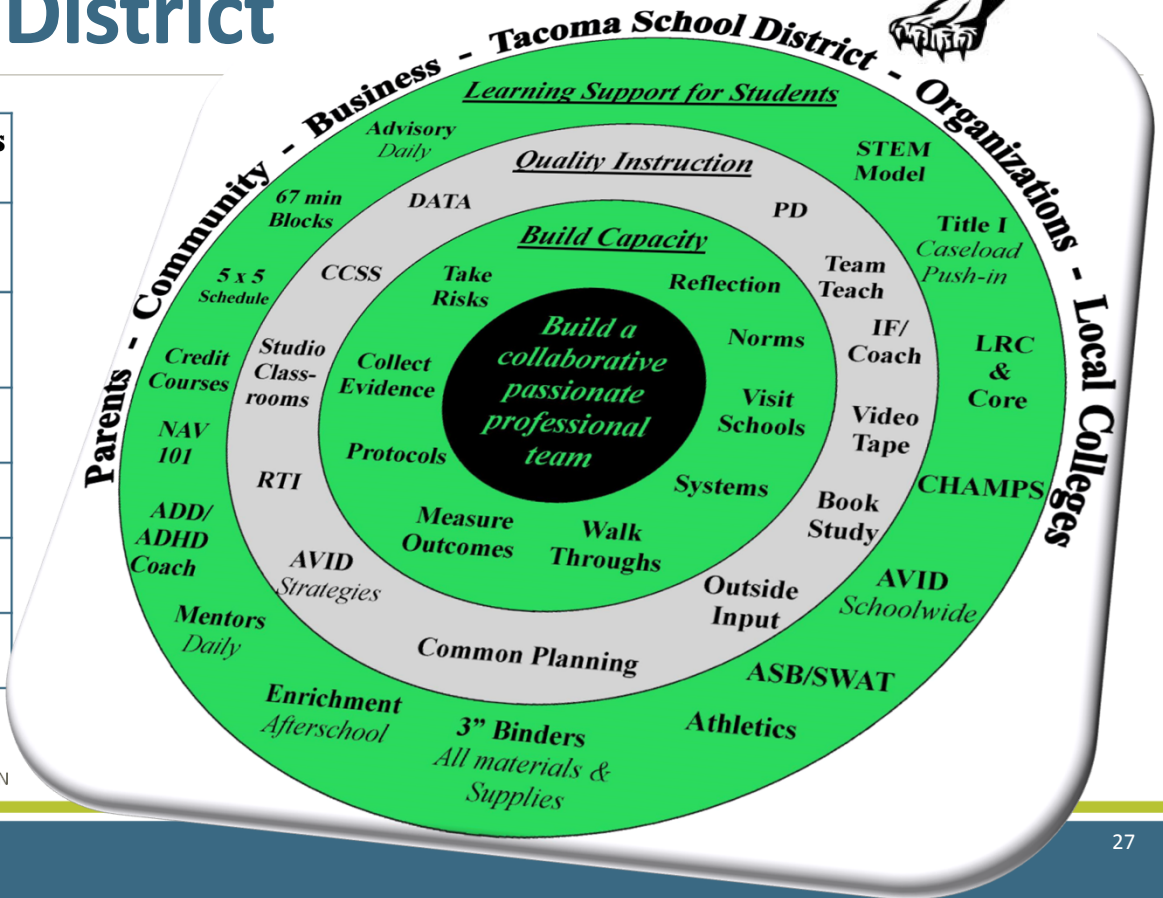 District
s
Parents - Community - Business - Tacoma School District - Organizations - Local Colleges
Learning Support for Students
Advisory
Daily
67 min
Blocks
5 x 5
Schedule
Credit
Courses
NAV
101
ADD/
ADHD
Coach
Mentors
Daily
Enrichment
Afterschool
3” Binders
All materials &
Supplies
Athletics
ASB/SWAT
AVID
Schoolwide
CHAMPS
LRC
&
Core
Title I
Caseload
Push-in
STEM
Model
Quality Instruction
DATA
CCSS
Studio
Class-
rooms
RTI
AVID
Strategies
Common Planning
Outside
Input
Book
Study
Video
Tape
IF/
Coach
Team
Teach
PD
Build Capacity
Take
Risks
Collect
Evidence
Protocols
Measure
Outcomes
Walk
Throughs
Systems
Visit
Schools
Norms
Reflection
Build a
collaborative
passionate
professional
team
N
27